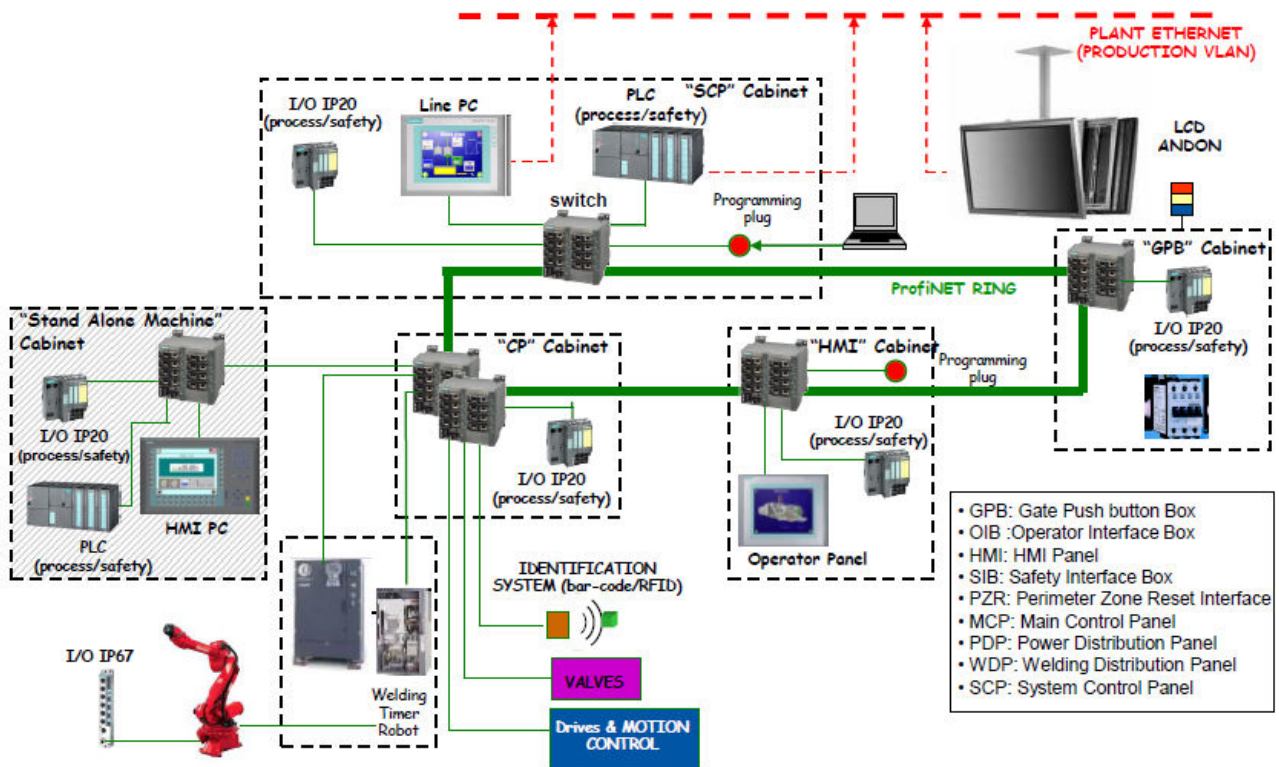 PLANT ETHERNET
(PRODUCTION VLAN)
"SCP" Cabinet
I/O IP20
(process/safety)
Line PC
PLC
(process/safety)
LCD
ANDON
switch
Programming
plug
"GPB" Cabinet
ProfiNET RING
I/O IP20
(process/safety)
"Stand Alone Machine"
Cabinet
I/O IP20
(process/safety)
HMI PC
PLC
(process/safety)
"CP" Cabinet
I/O IP20
(process/safety)
"HMI" Cabinet
Programming
plug
I/O IP20
(process/safety)
Operator Panel
IDENTIFICATION
SYSTEM (bar-code/RFID)
VALVES
Drives & MOTION
CONTROL
I/O IP67
Welding
Timer
Robot
• GPB: Gate Push button Box
• OIB :Operator Interface Box
• HMI: HMI Panel
• SIB: Safety Interface Box
• PZR: Perimeter Zone Reset Interface
• MCP: Main Control Panel
• PDP: Power Distribution Panel
• WDP: Welding Distribution Panel
• SCP: System Control Panel